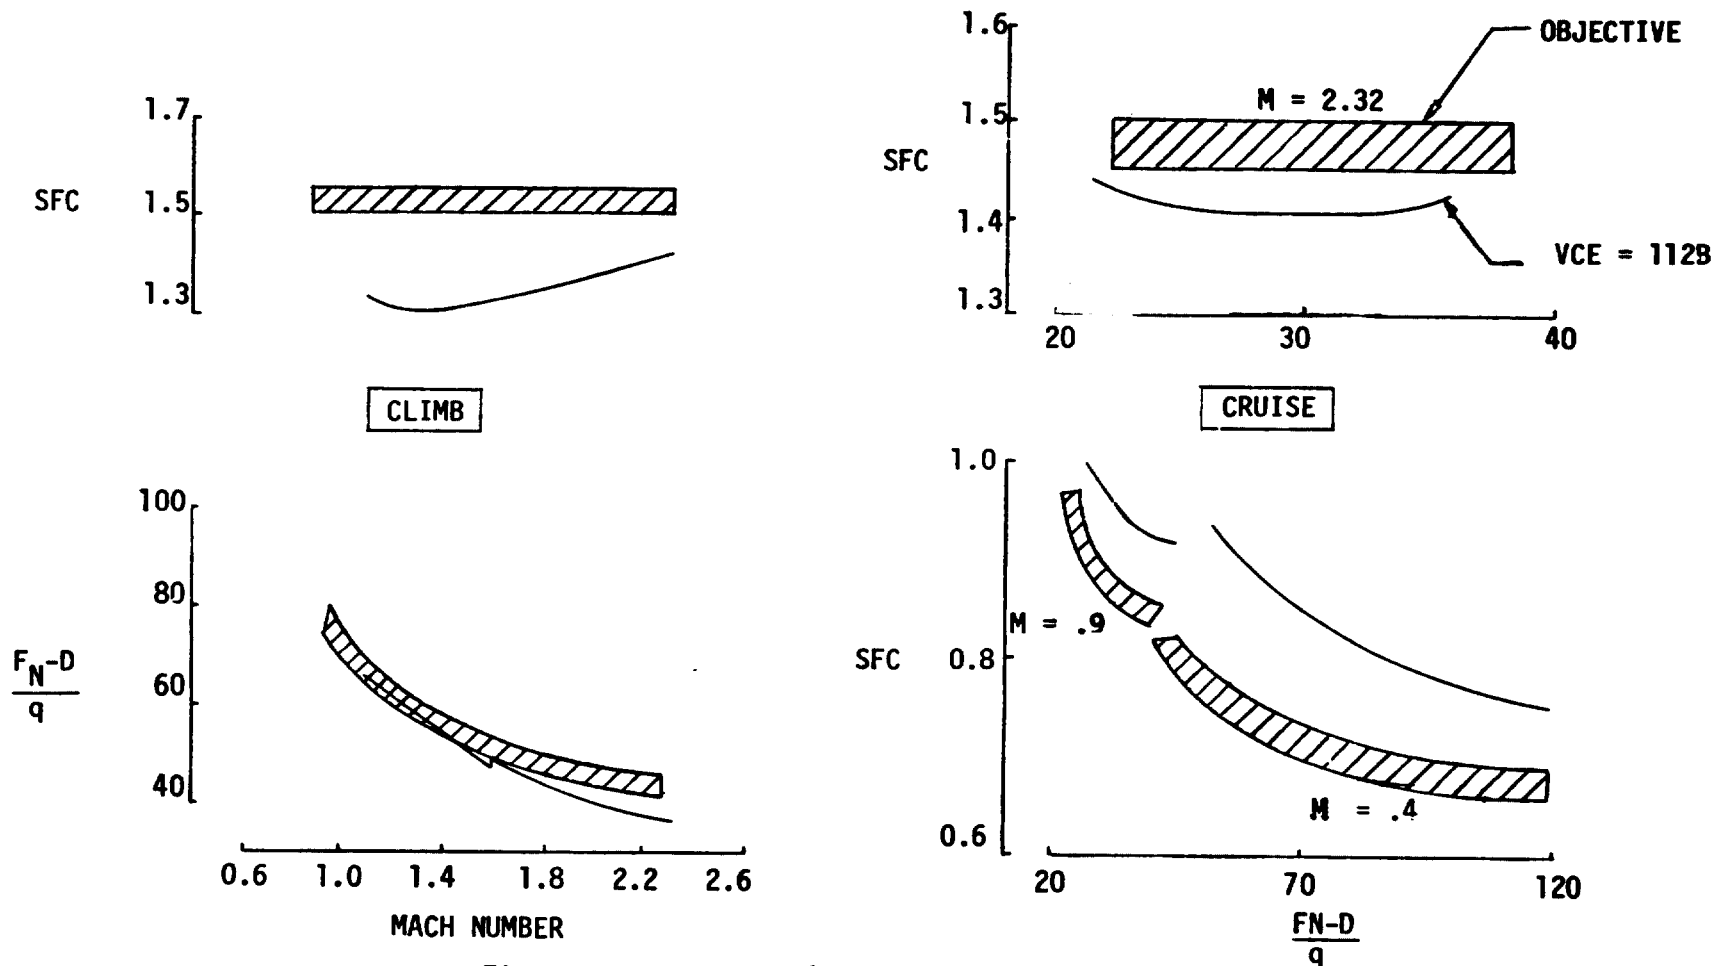 1.7
SFC
1.5
1.3
CLIMB
100
80
60
40
F_N-D
q
0.6 1.0 1.4 1.8 2.2 2.6
MACH NUMBER
1.6
OBJECTIVE
M = 2.32
1.5
SFC
1.4
VCE = 112B
1.3
20 30 40
CRUISE
1.0
M = .9
SFC
0.8
M = .4
0.6
20 70 120
FN-D
q